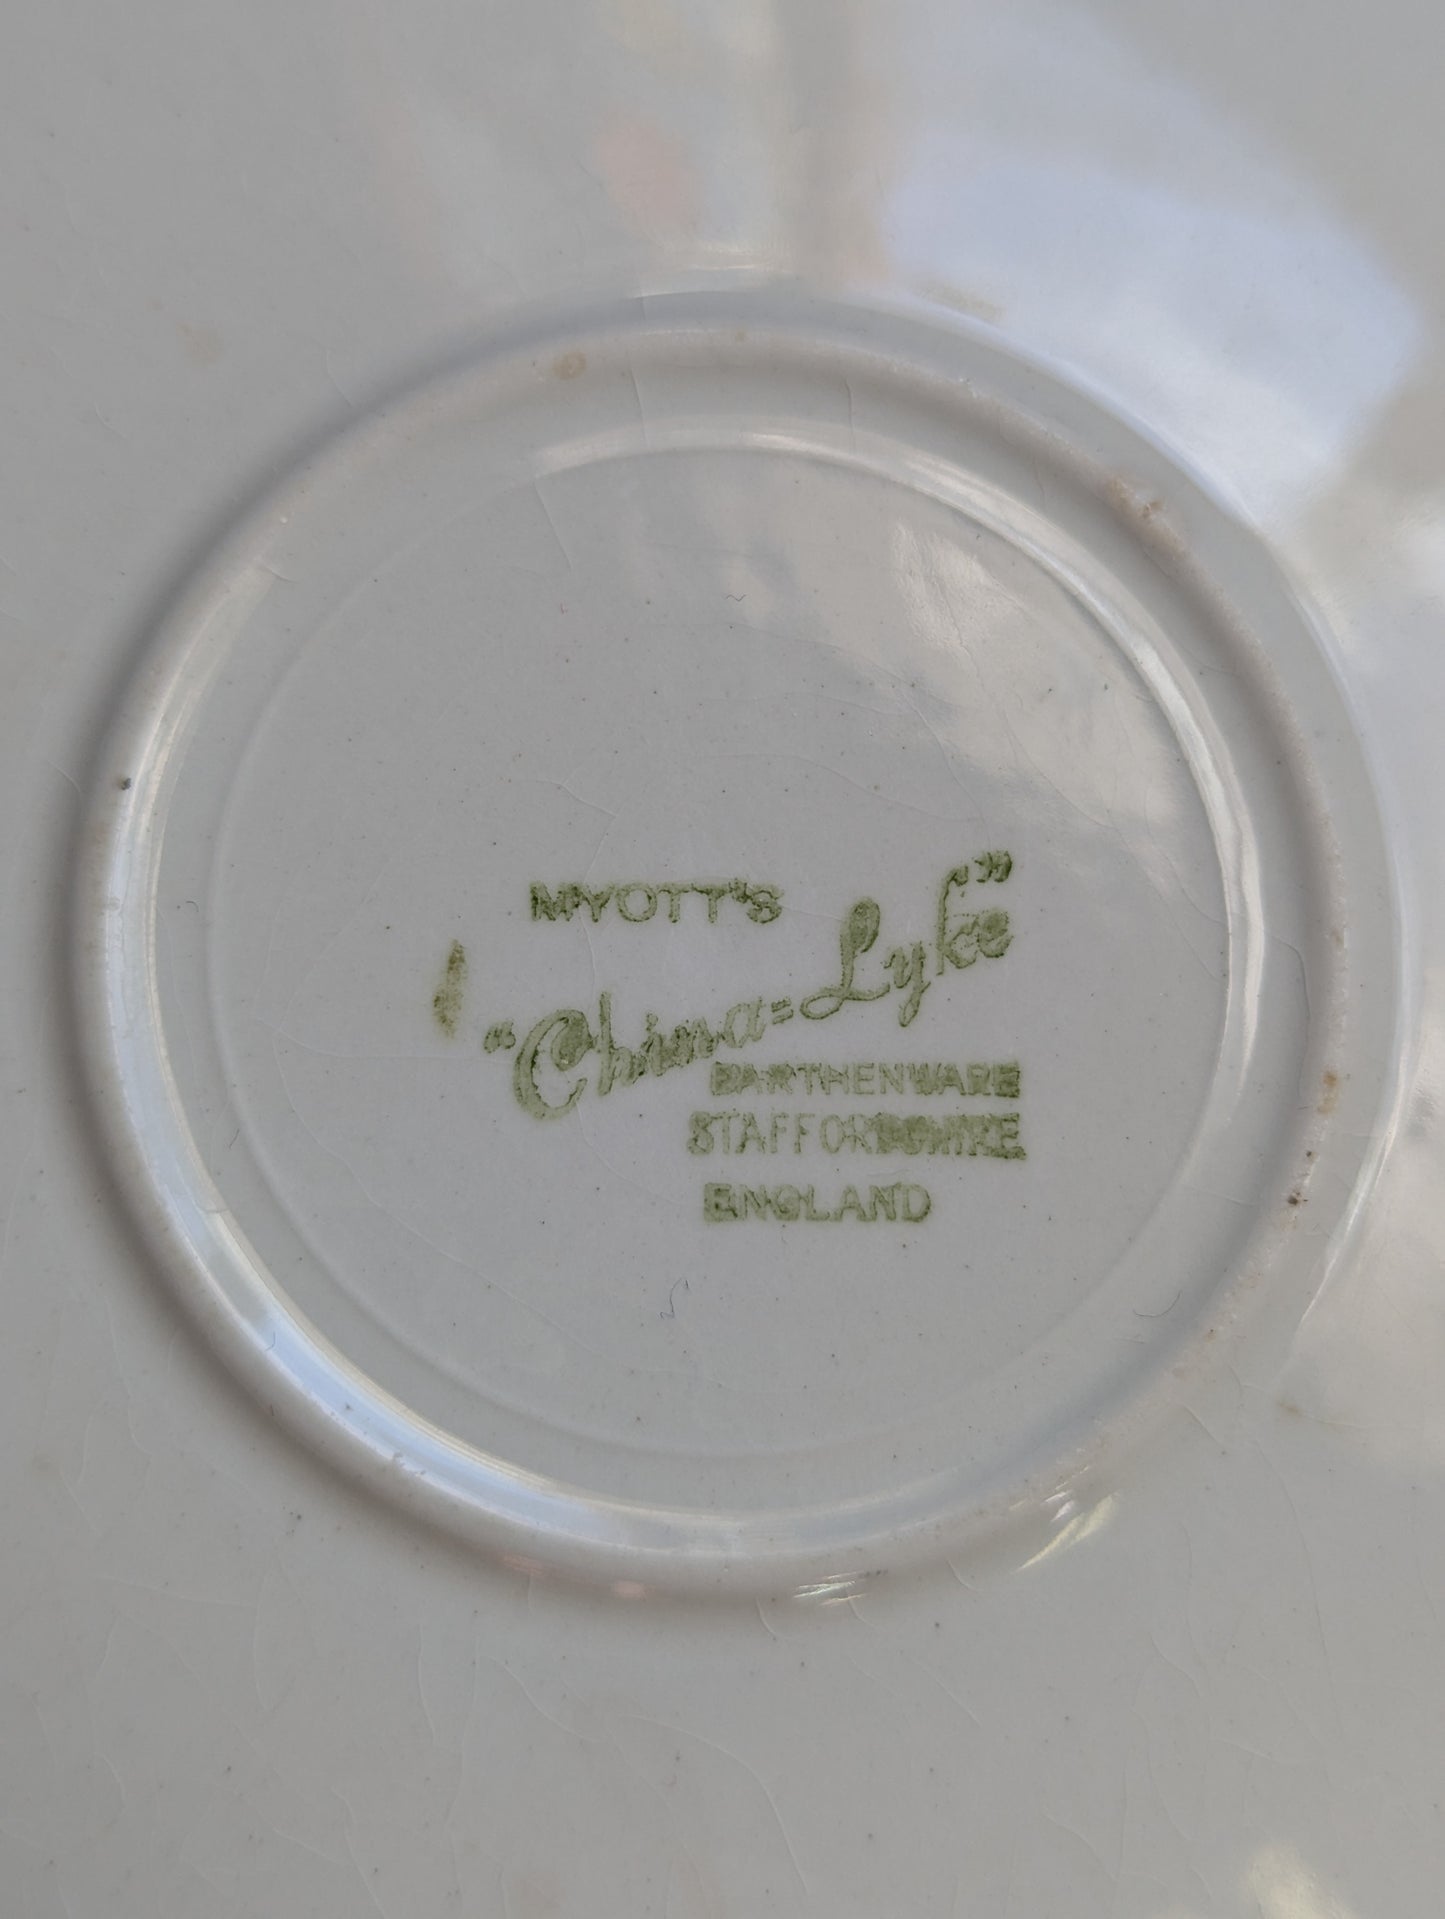 MYOTT'S
"China=Lyke"
EARTHENWARE
STAFFORDSHIRE
ENGLAND